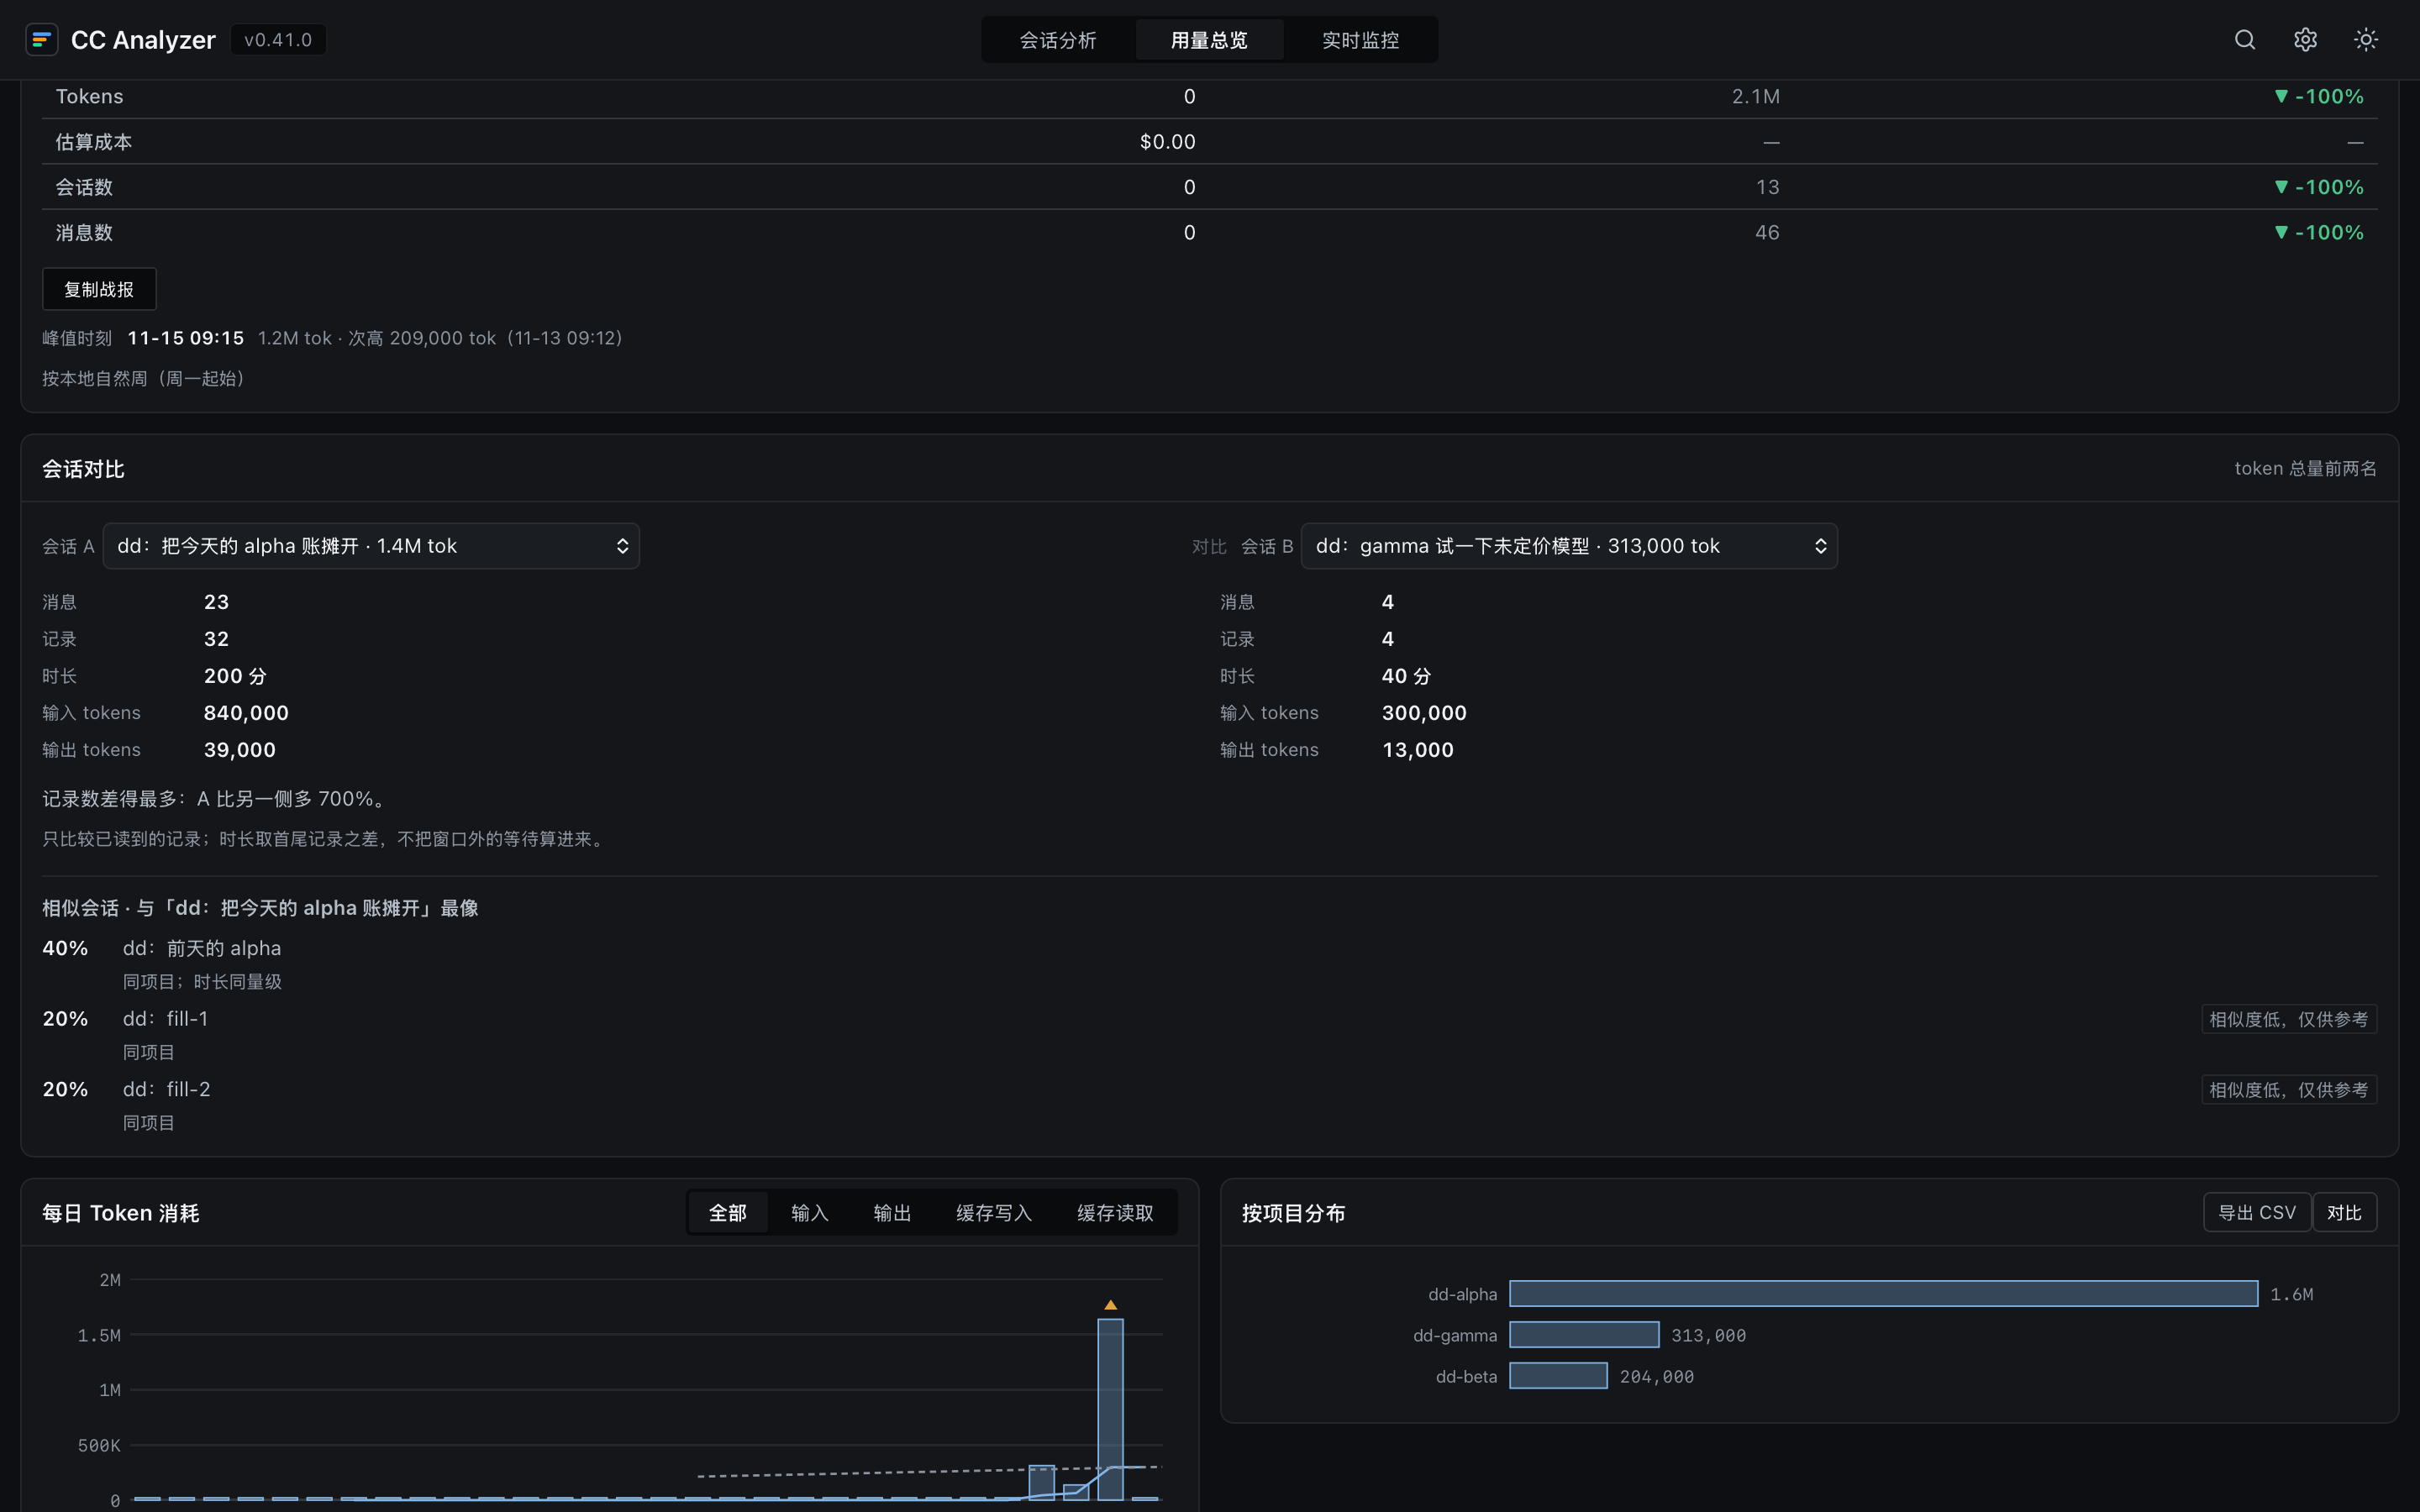 CC Analyzer v0.41.0 会话分析 用量总览 实时监控
Tokens 0 2.1M ▼ -100%
估算成本 $0.00 — —
会话数 0 13 ▼ -100%
消息数 0 46 ▼ -100%
复制战报
峰值时刻 11-15 09:15 1.2M tok · 次高 209,000 tok（11-13 09:12）
按本地自然周（周一起始）
会话对比 token 总量前两名
会话 A dd：把今天的 alpha 账摊开 · 1.4M tok 对比 会话 B dd：gamma 试一下未定价模型 · 313,000 tok
消息 23 消息 4
记录 32 记录 4
时长 200 分 时长 40 分
输入 tokens 840,000 输入 tokens 300,000
输出 tokens 39,000 输出 tokens 13,000
记录数差得最多：A 比另一侧多 700%。
只比较已读到的记录；时长取首尾记录之差，不把窗口外的等待算进来。
相似会话 · 与「dd：把今天的 alpha 账摊开」最像
40% dd：前天的 alpha
同项目；时长同量级
20% dd：fill-1 相似度低，仅供参考
同项目
20% dd：fill-2 相似度低，仅供参考
同项目
每日 Token 消耗 全部 输入 输出 缓存写入 缓存读取
2M
1.5M
1M
500K
0
按项目分布 导出 CSV 对比
dd-alpha 1.6M
dd-gamma 313,000
dd-beta 204,000